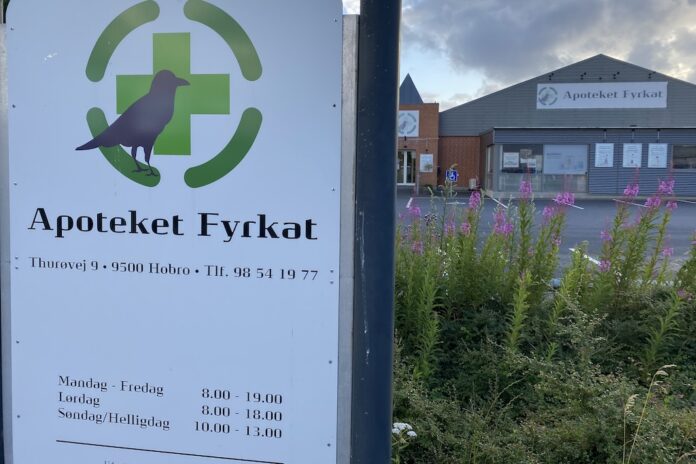 Apoteket Fyrkat
Thurøvej 9 • 9500 Hobro • Tlf. 98 54 19 77
Mandag - Fredag 8.00 - 19.00
Lørdag 8.00 - 18.00
Søndag/Helligdag 10.00 - 13.00
Apoteket Fyrkat